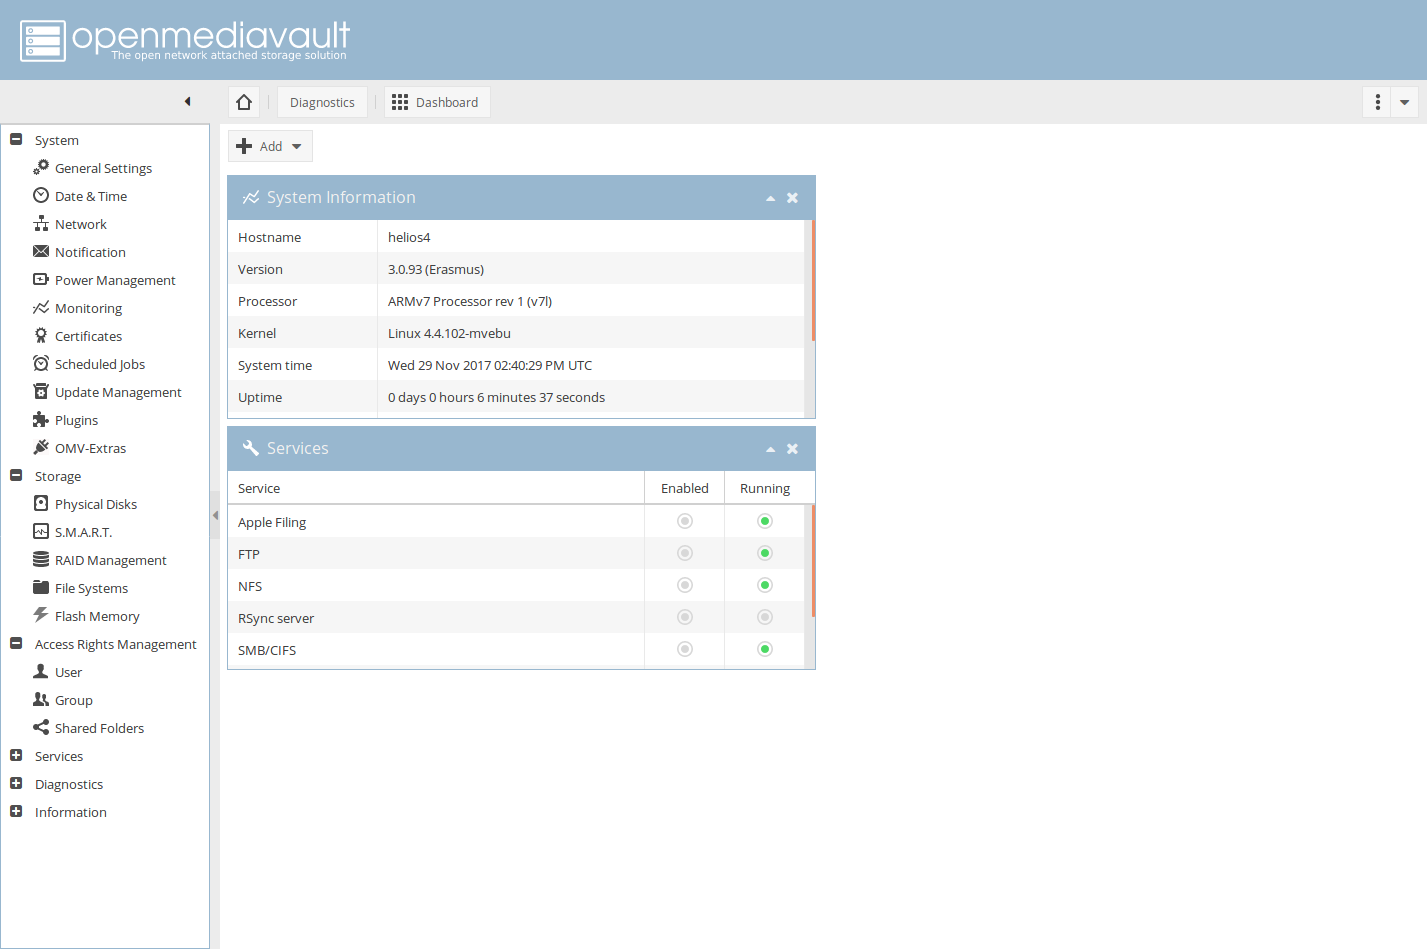 openmediavault
The open network attached storage solution
Diagnostics
Dashboard
System
General Settings
Date & Time
Network
Notification
Power Management
Monitoring
Certificates
Scheduled Jobs
Update Management
Plugins
OMV-Extras
Storage
Physical Disks
S.M.A.R.T.
RAID Management
File Systems
Flash Memory
Access Rights Management
User
Group
Shared Folders
Services
Diagnostics
Information
Add
System Information
Hostname helios4
Version 3.0.93 (Erasmus)
Processor ARMv7 Processor rev 1 (v7l)
Kernel Linux 4.4.102-mvebu
System time Wed 29 Nov 2017 02:40:29 PM UTC
Uptime 0 days 0 hours 6 minutes 37 seconds
Services
Service Enabled Running
Apple Filing
FTP
NFS
RSync server
SMB/CIFS